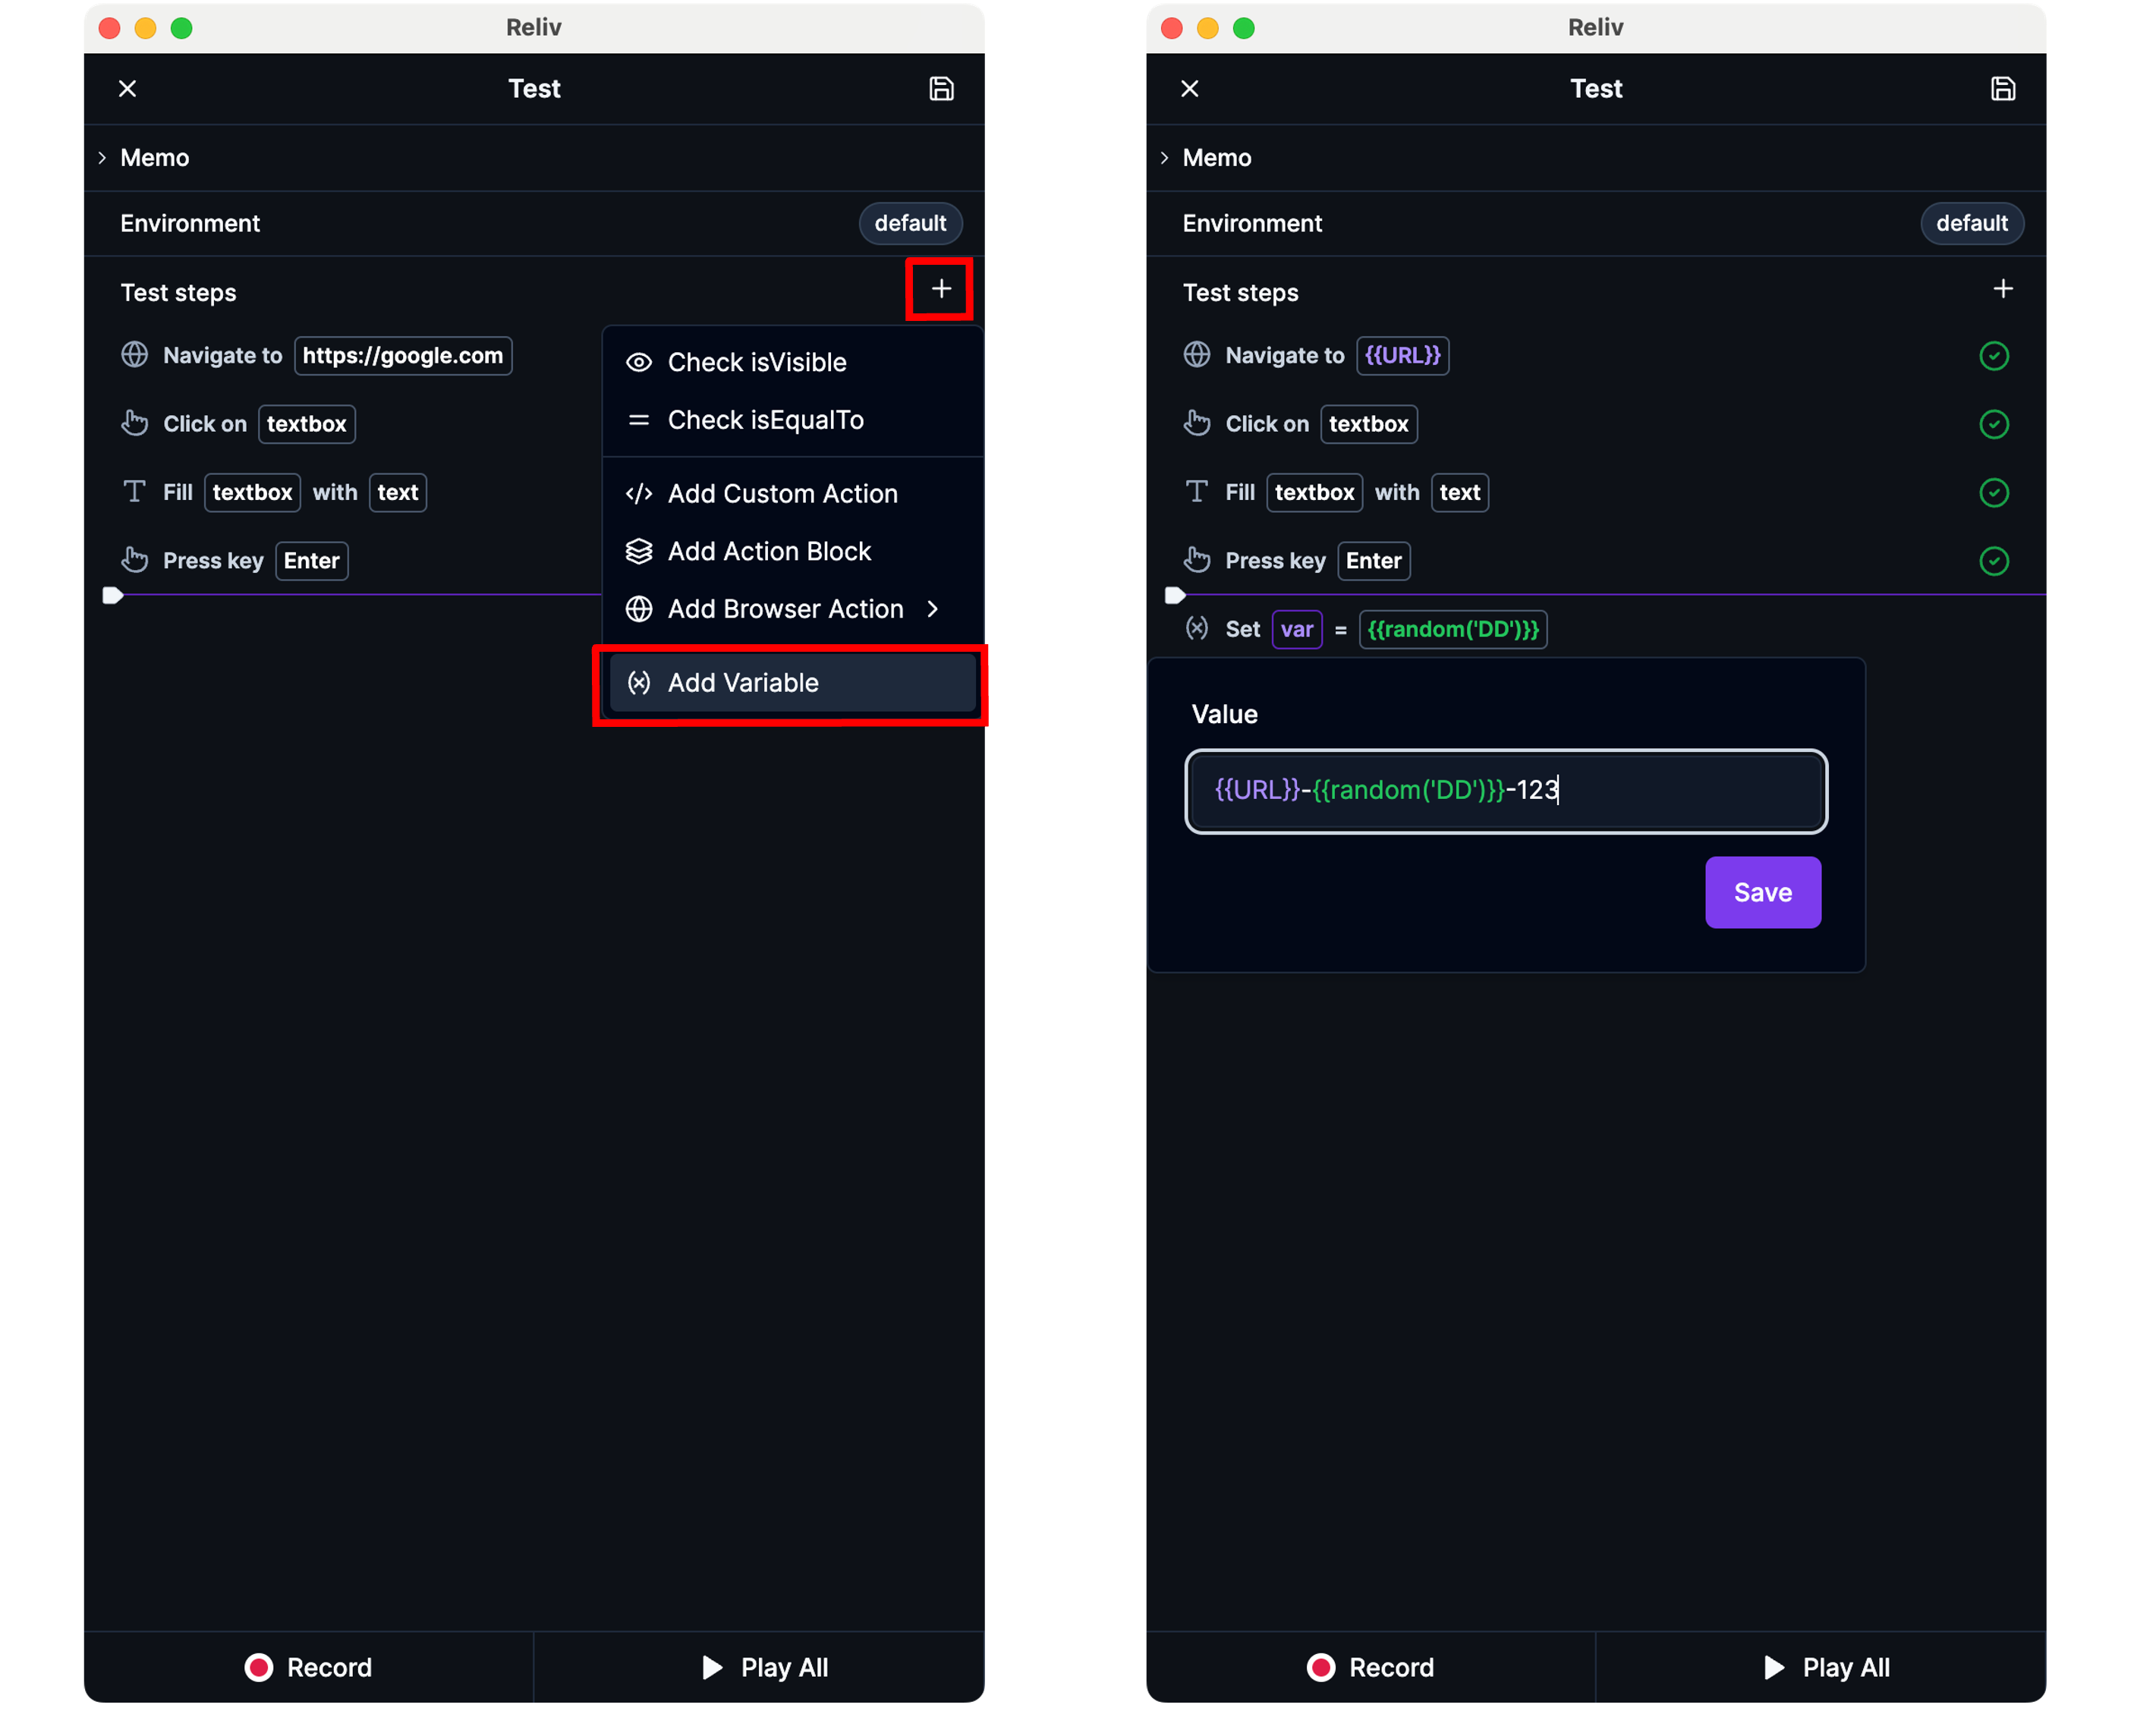 Reliv
Test
Memo
Environment default
Test steps
Navigate to https://google.com
Click on textbox
Fill textbox with text
Press key Enter
Check isVisible
Check isEqualTo
Add Custom Action
Add Action Block
Add Browser Action
Add Variable
Record
Play All
Reliv
Test
Memo
Environment default
Test steps
Navigate to {{URL}}
Click on textbox
Fill textbox with text
Press key Enter
Set var = {{random('DD')}}
Value
{{URL}}-{{random('DD')}}-123
Save
Record
Play All